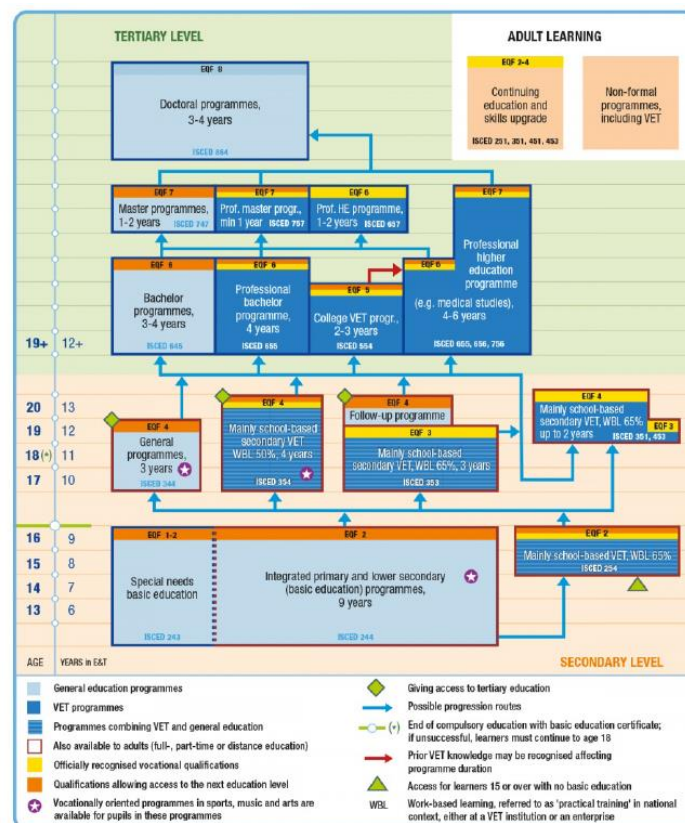 TERTIARY LEVEL
ADULT LEARNING
EQF 8
Doctoral programmes,
3-4 years
ISCED 864
EQF 2-4
Continuing
education and
skills upgrade
ISCED 251, 351, 451, 453
Non-formal
programmes,
including VET
EQF 7
Master programmes,
1-2 years
ISCED 747
EQF 7
Prof. master progr.,
min 1 year ISCED 757
EQF 6
Prof. HE programme,
1-2 years ISCED 657
EQF 7
Professional
higher
education
programme
(e.g. medical studies),
4-6 years
ISCED 655, 656, 756
EQF 6
EQF 6
Bachelor
programmes,
3-4 years
ISCED 645
EQF 6
Professional
bachelor
programme,
4 years
ISCED 655
EQF 5
College VET progr.,
2-3 years
ISCED 554
19+ 12+
20 13
19 12
18 (*) 11
17 10
EQF 4
General
programmes,
3 years
ISCED 344
EQF 4
Mainly school-based
secondary VET
WBL 50%, 4 years
ISCED 354
EQF 4
Follow-up programme
EQF 3
Mainly school-based
secondary VET, WBL 65%, 3 years
ISCED 353
EQF 4
Mainly school-based
secondary VET, WBL 65%
up to 2 years
EQF 3
ISCED 351, 453
16 9
15 8
14 7
13 6
EQF 1-2
Special needs
basic education
ISCED 243
EQF 2
Integrated primary and lower secondary
(basic education) programmes,
9 years
ISCED 244
EQF 2
Mainly school-based VET, WBL 65%
ISCED 254
AGE YEARS in E&T
SECONDARY LEVEL
General education programmes
VET programmes
Programmes combining VET and general education
Also available to adults (full-, part-time or distance education)
Officially recognised vocational qualifications
Qualifications allowing access to the next education level
Vocationally oriented programmes in sports, music and arts are
available for pupils in these programmes
Giving access to tertiary education
Possible progression routes
(*) End of compulsory education with basic education certificate;
if unsuccessful, learners must continue to age 18
Prior VET knowledge may be recognised affecting
programme duration
Access for learners 15 or over with no basic education
WBL Work-based learning, referred to as 'practical training' in national
context, either at a VET institution or an enterprise